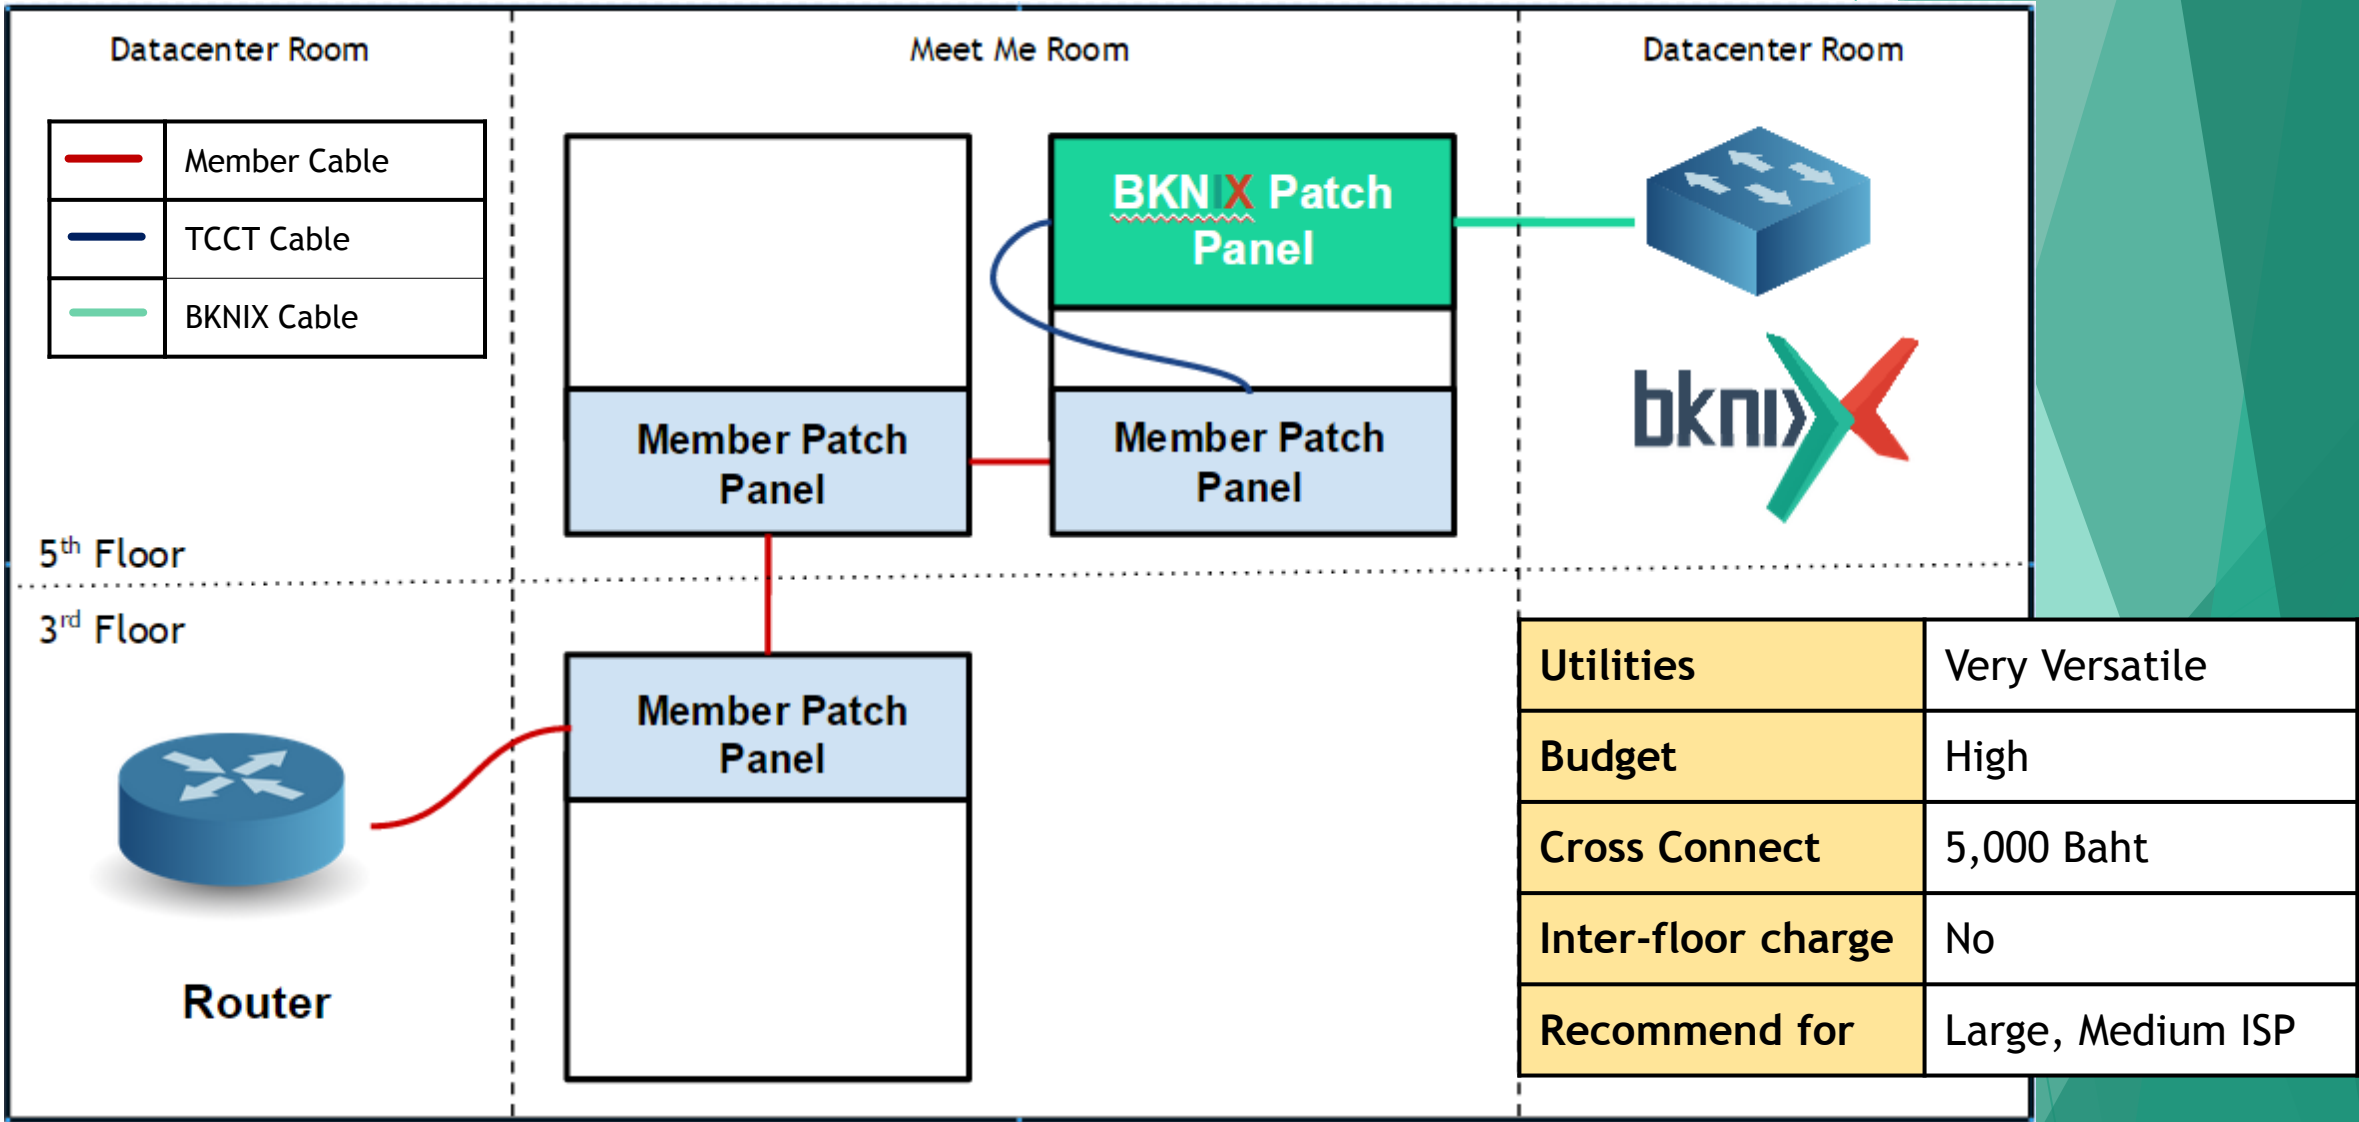 Datacenter Room
Meet Me Room
Datacenter Room
Member Cable
TCCT Cable
BKNIX Cable
BKNIX Patch
Panel
bknix
Member Patch
Panel
Member Patch
Panel
5th Floor
3rd Floor
Member Patch
Panel
Router
Utilities Very Versatile
Budget High
Cross Connect 5,000 Baht
Inter-floor charge No
Recommend for Large, Medium ISP